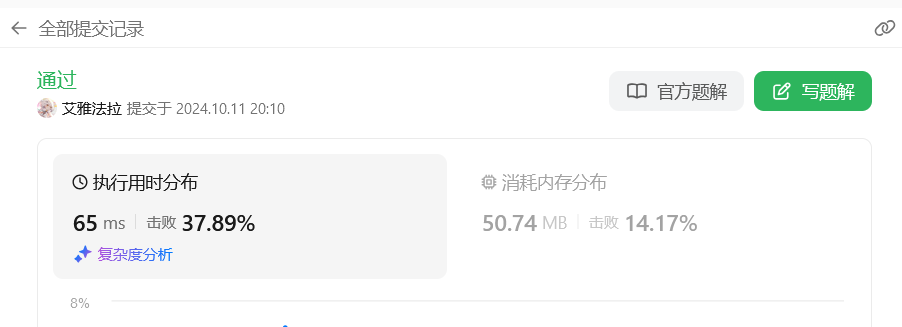 全部提交记录
通过
艾雅法拉 提交于 2024.10.11 20:10
官方题解
写题解
执行用时分布
65 ms 击败 37.89%
复杂度分析
消耗内存分布
50.74 MB 击败 14.17%
8%